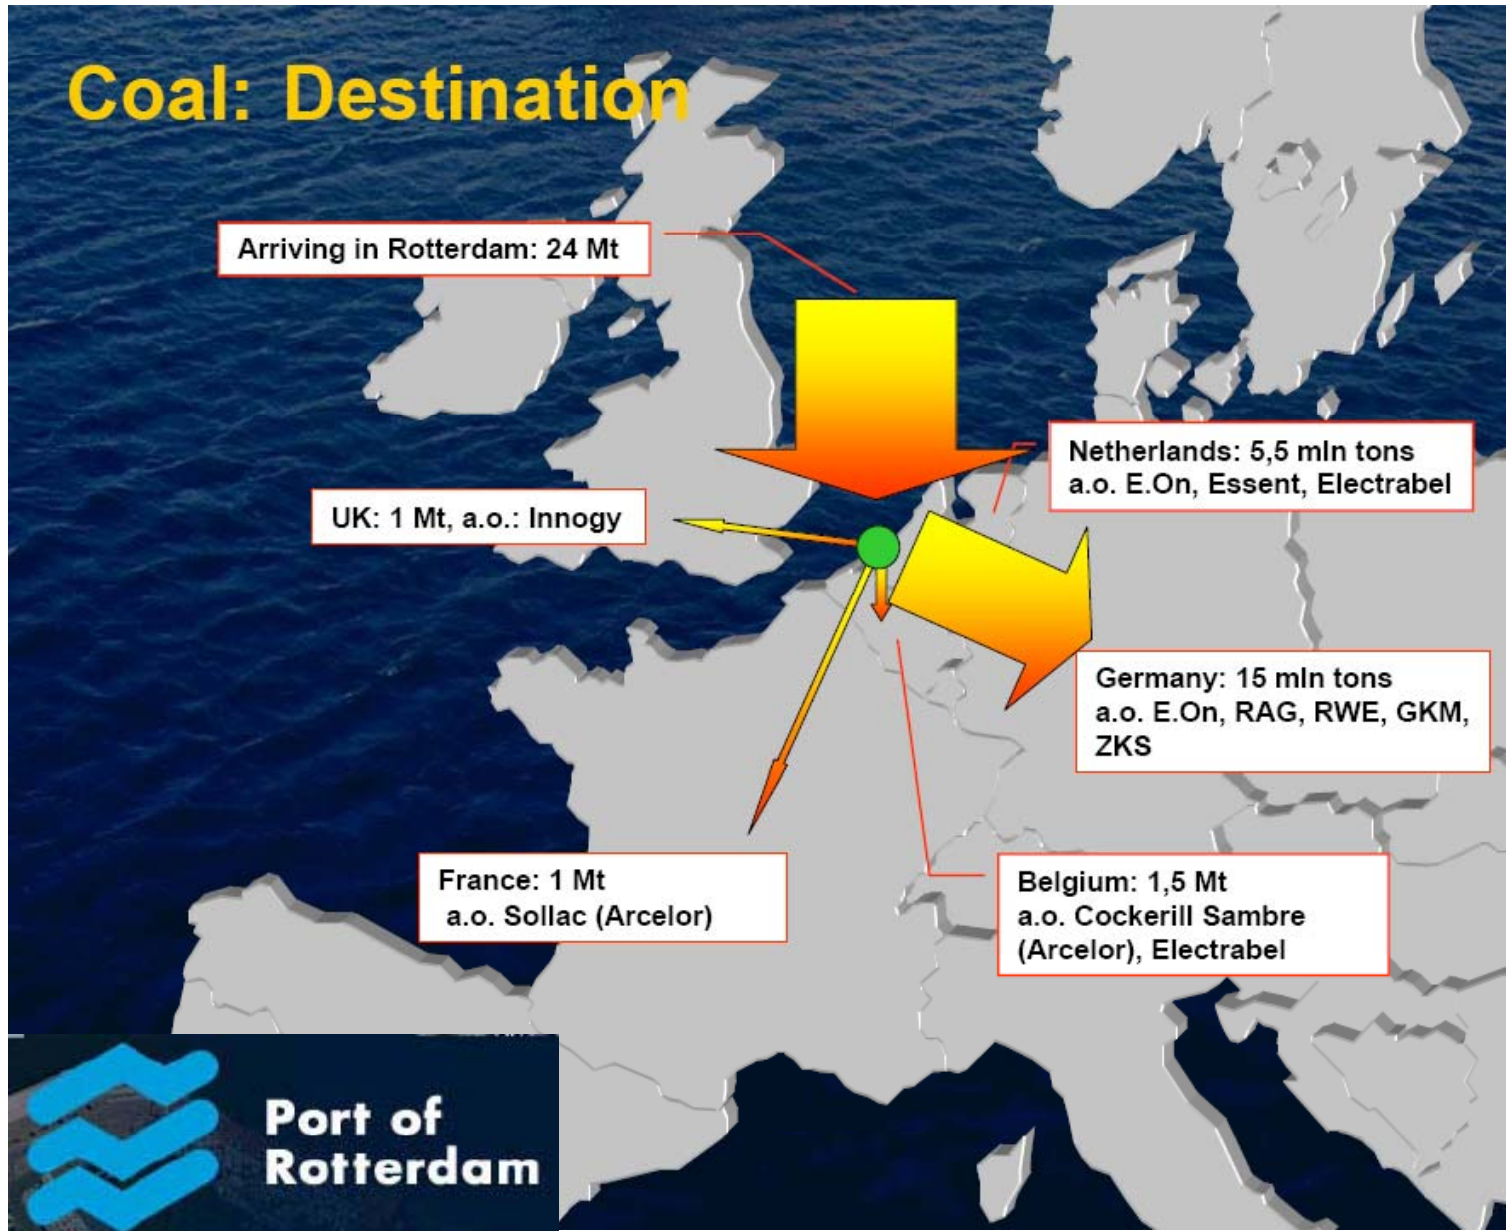 Coal: Destination
Arriving in Rotterdam: 24 Mt
Netherlands: 5,5 mln tons
a.o. E.On, Essent, Electrabel
UK: 1 Mt, a.o.: Innogy
Germany: 15 mln tons
a.o. E.On, RAG, RWE, GKM,
ZKS
France: 1 Mt
a.o. Sollac (Arcelor)
Belgium: 1,5 Mt
a.o. Cockerill Sambre
(Arcelor), Electrabel
Port of
Rotterdam